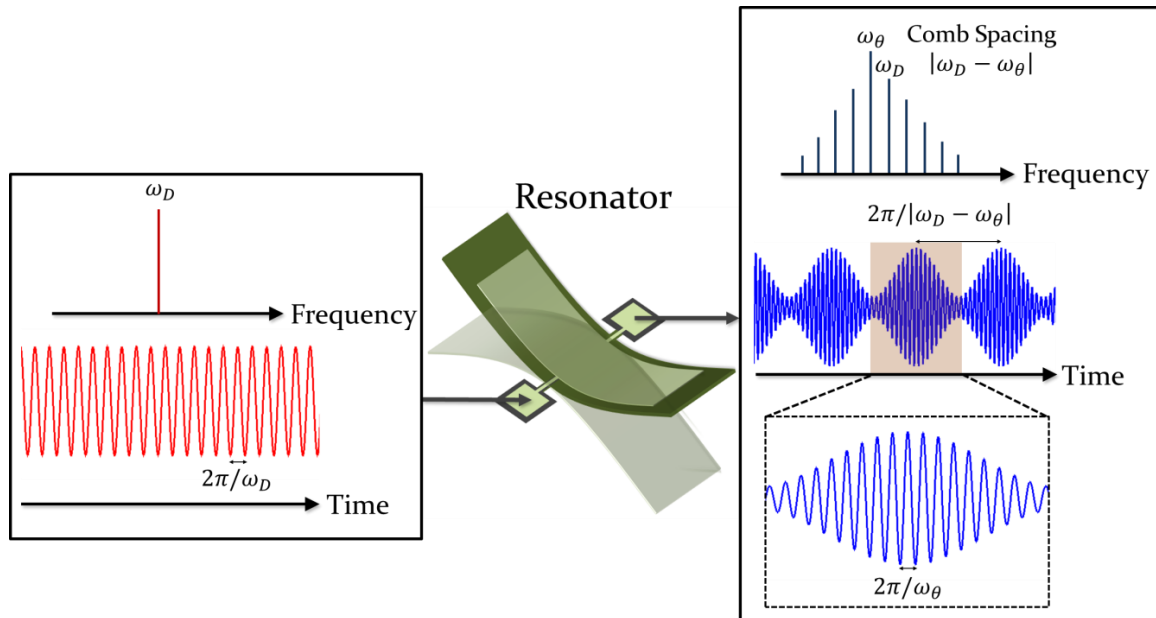 ω_D
Frequency
2π/ω_D
Time
Resonator
ω_θ
ω_D
Comb Spacing
|ω_D − ω_θ|
Frequency
2π/|ω_D − ω_θ|
Time
2π/ω_θ